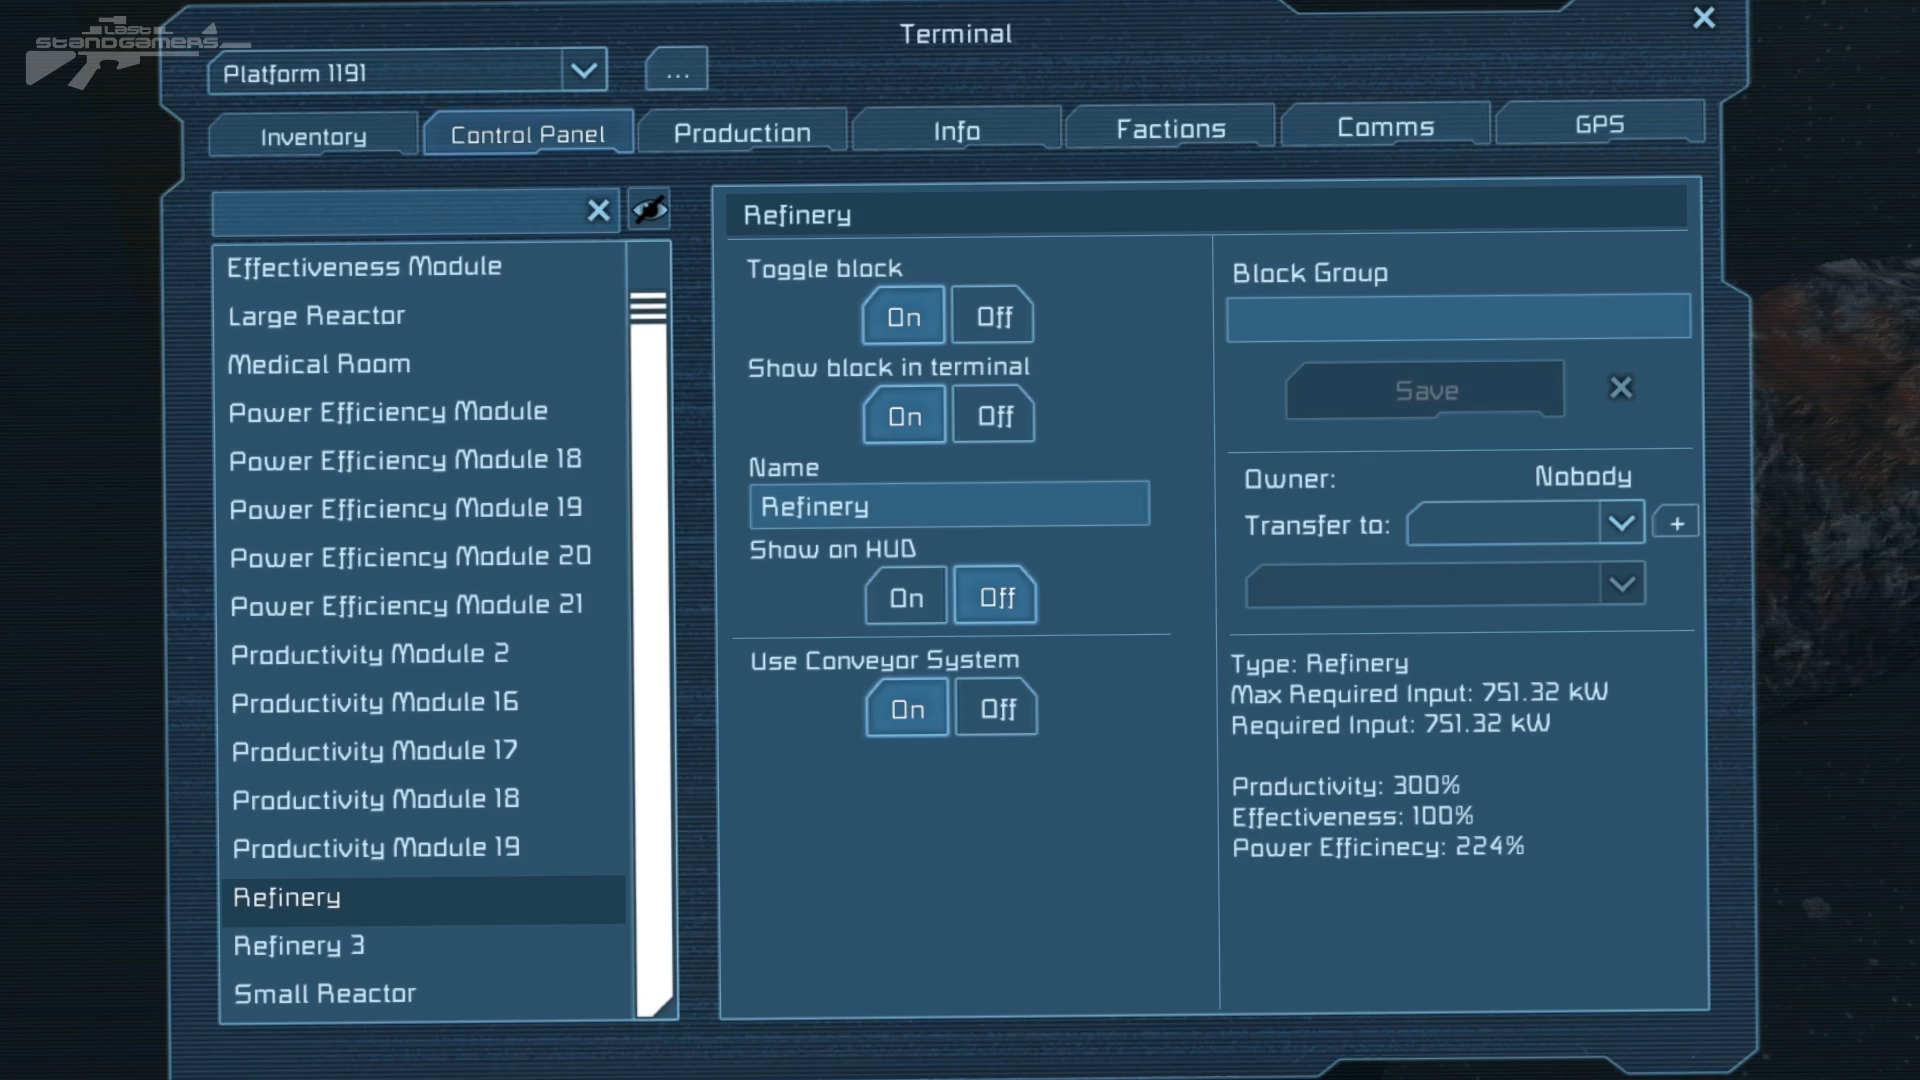 Last
StandGamers
Terminal
Platform 1191
...
Inventory
Control Panel
Production
Info
Factions
Comms
GPS
Effectiveness Module
Large Reactor
Medical Room
Power Efficiency Module
Power Efficiency Module 18
Power Efficiency Module 19
Power Efficiency Module 20
Power Efficiency Module 21
Productivity Module 2
Productivity Module 16
Productivity Module 17
Productivity Module 18
Productivity Module 19
Refinery
Refinery 3
Small Reactor
Refinery
Toggle block
On Off
Show block in terminal
On Off
Name
Refinery
Show on HUD
On Off
Use Conveyor System
On Off
Block Group
Save
Owner: Nobody
Transfer to:
+
Type: Refinery
Max Required Input: 751.32 kW
Required Input: 751.32 kW
Productivity: 300%
Effectiveness: 100%
Power Efficinecy: 224%